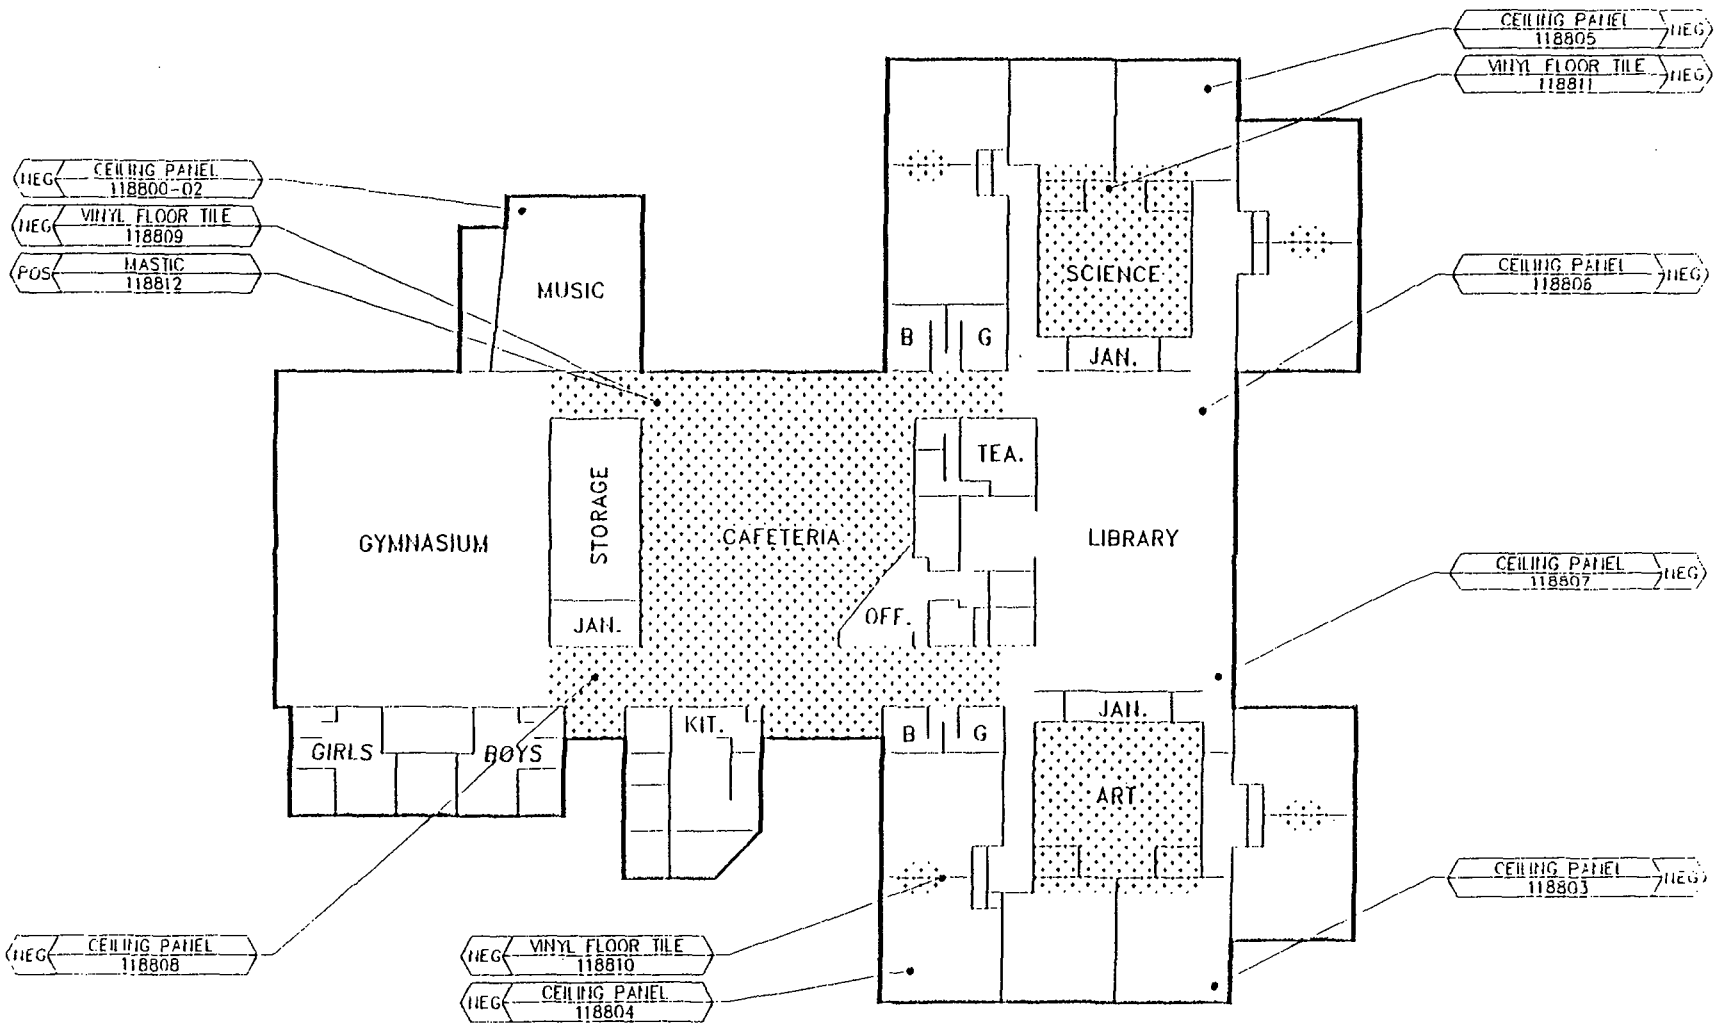 CEILING PANEL
118805
NEG
VINYL FLOOR TILE
118811
NEG
NEG
CEILING PANEL
118800-02
NEG
VINYL FLOOR TILE
118809
POS
MASTIC
118812
MUSIC
SCIENCE
CEILING PANEL
118806
NEG
B
G
JAN.
TEA.
STORAGE
GYMNASIUM
CAFETERIA
LIBRARY
CEILING PANEL
118807
NEG
JAN.
OFF.
JAN.
KIT.
B
G
GIRLS
BOYS
ART
CEILING PANEL
118803
NEG
NEG
CEILING PANEL
118808
NEG
VINYL FLOOR TILE
118810
NEG
CEILING PANEL
118804